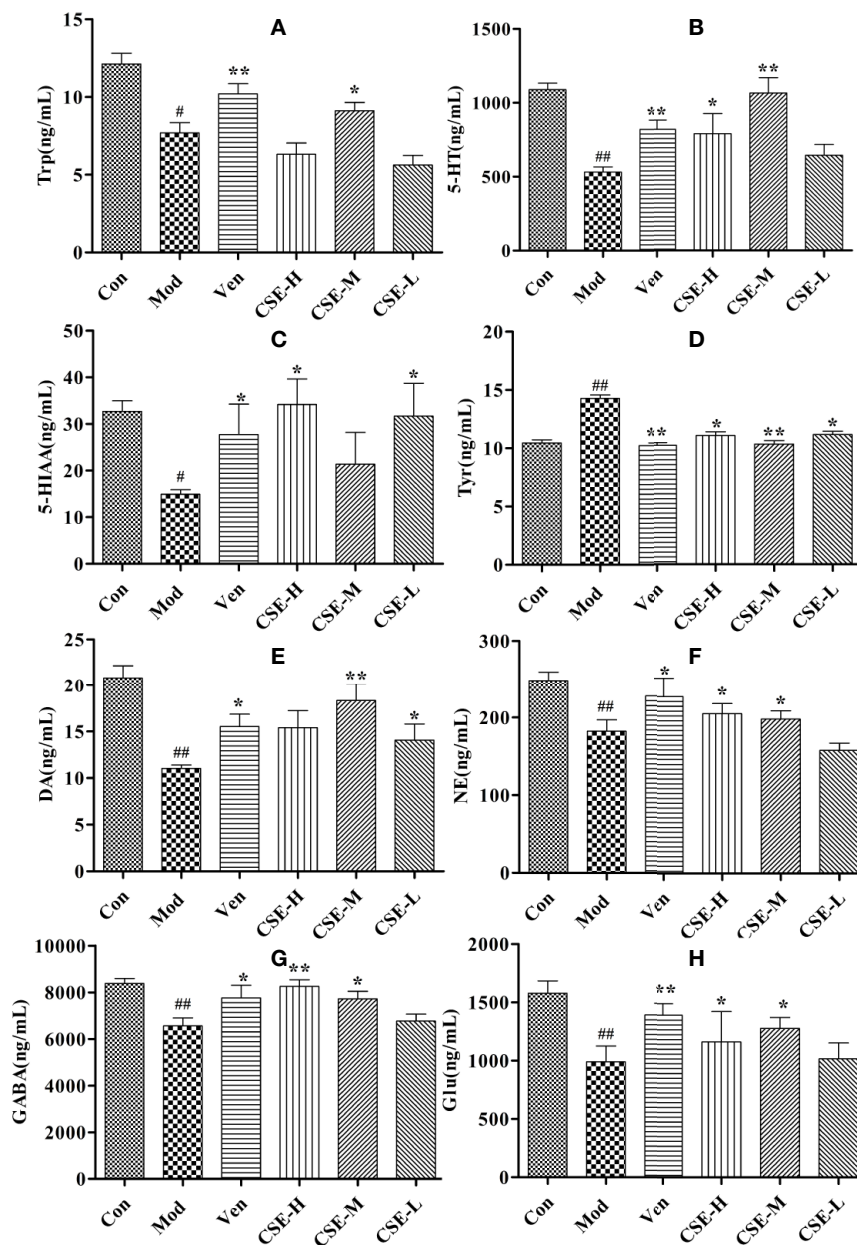 A
Trp(ng/mL)
15
10
5
0
#
**
*
Con
Mod
Ven
CSE-H
CSE-M
CSE-L
B
5-HT(ng/mL)
1500
1000
500
0
##
**
*
**
Con
Mod
Ven
CSE-H
CSE-M
CSE-L
C
5-HIAA(ng/mL)
50
40
30
20
10
0
#
*
*
*
Con
Mod
Ven
CSE-H
CSE-M
CSE-L
D
Tyr(ng/mL)
20
15
10
5
0
##
**
*
**
*
Con
Mod
Ven
CSE-H
CSE-M
CSE-L
E
DA(ng/mL)
25
20
15
10
5
0
##
*
**
*
Con
Mod
Ven
CSE-H
CSE-M
CSE-L
F
NE(ng/mL)
300
200
100
0
##
*
*
*
Con
Mod
Ven
CSE-H
CSE-M
CSE-L
G
GABA(ng/mL)
10000
8000
6000
4000
2000
0
##
*
**
*
Con
Mod
Ven
CSE-H
CSE-M
CSE-L
H
Glu(ng/mL)
2000
1500
1000
500
0
##
**
*
*
Con
Mod
Ven
CSE-H
CSE-M
CSE-L